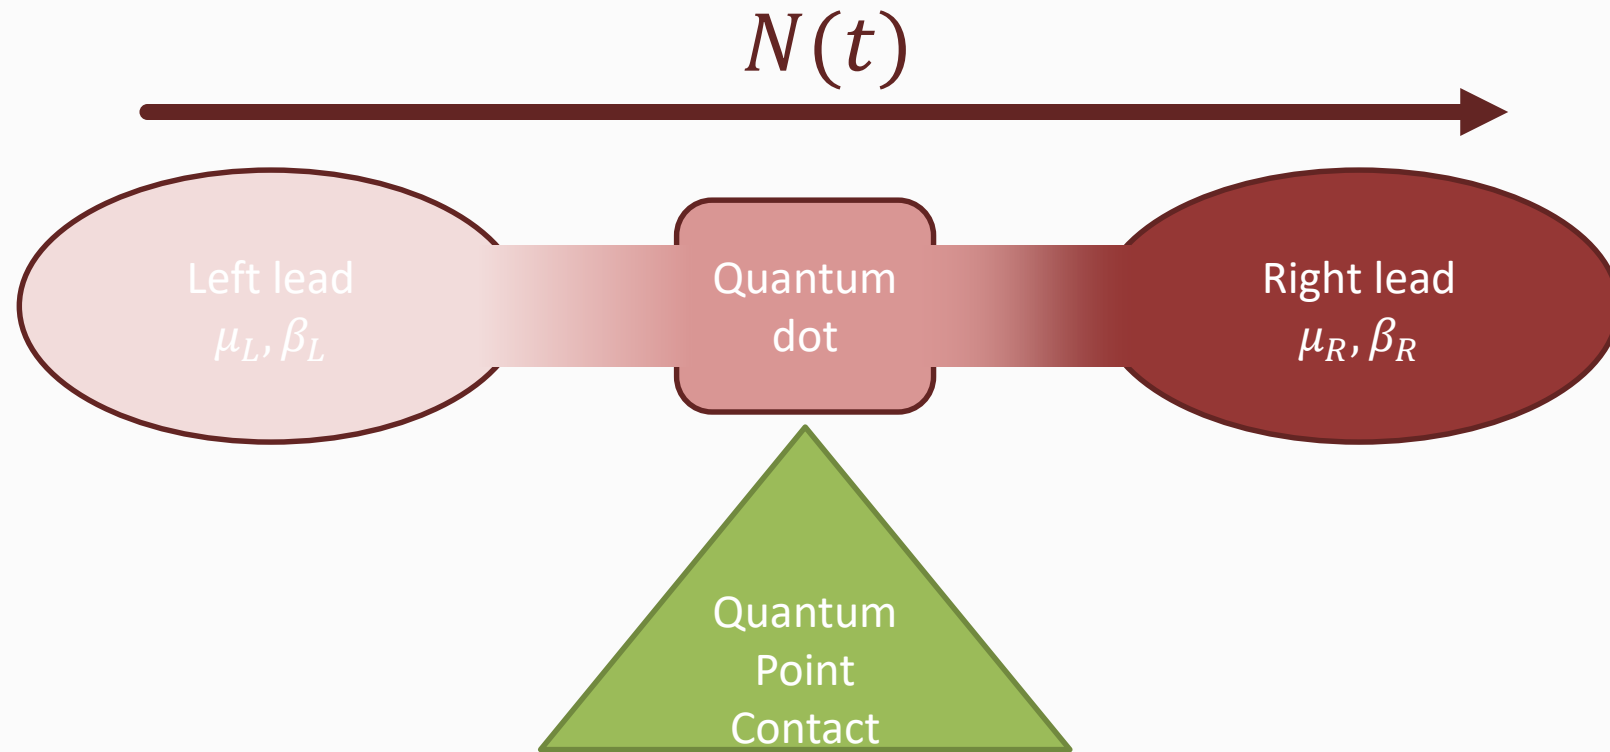 N(t)
Left lead
μ_L, β_L
Quantum
dot
Right lead
μ_R, β_R
Quantum
Point
Contact